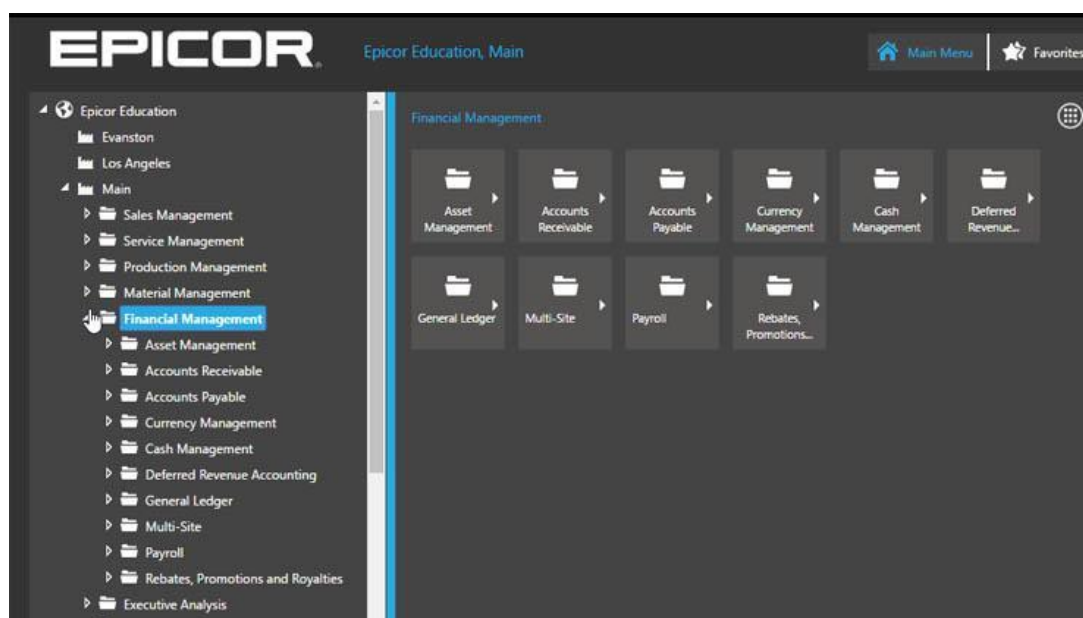 EPICOR
Epicor Education, Main
Main Menu
Favorites
Epicor Education
Evanston
Los Angeles
Main
Sales Management
Service Management
Production Management
Material Management
Financial Management
Asset Management
Accounts Receivable
Accounts Payable
Currency Management
Cash Management
Deferred Revenue Accounting
General Ledger
Multi-Site
Payroll
Rebates, Promotions and Royalties
Executive Analysis
Financial Management
Asset
Management
Accounts
Receivable
Accounts
Payable
Currency
Management
Cash
Management
Deferred
Revenue...
General Ledger
Multi-Site
Payroll
Rebates,
Promotions...